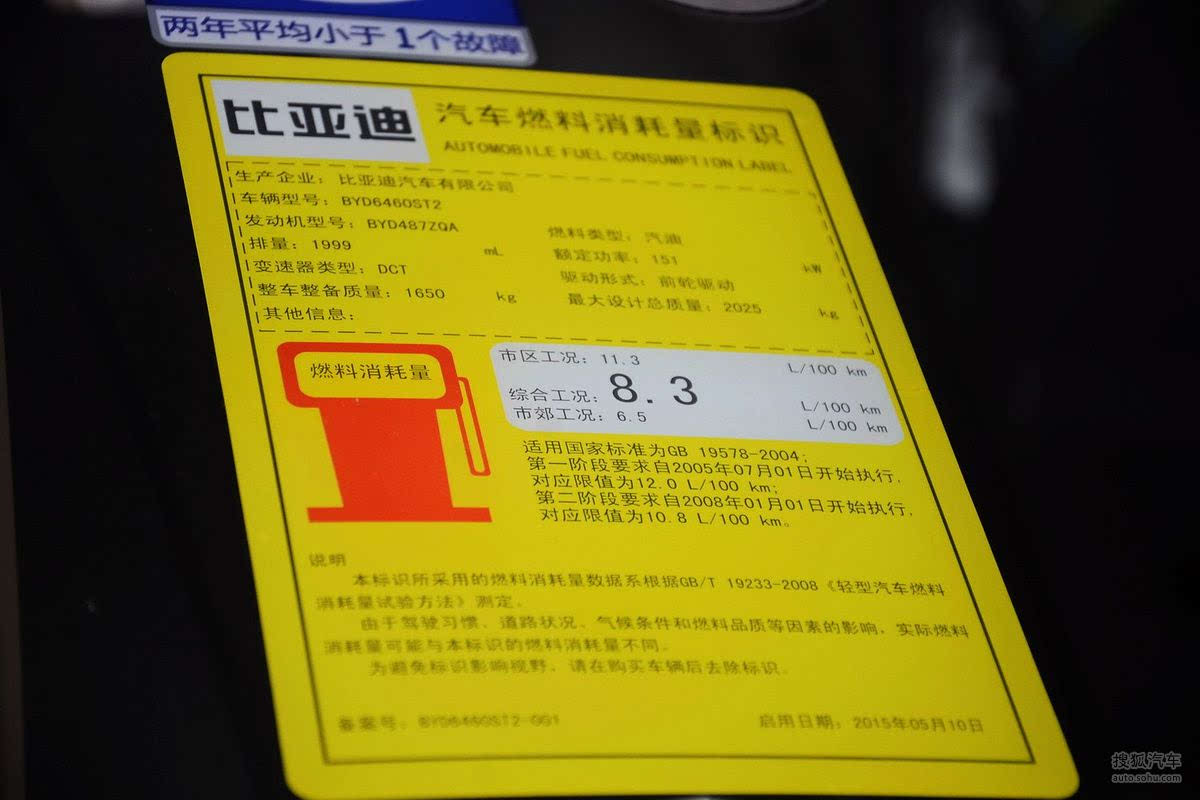 两年平均小于1个故障
比亚迪 汽车燃料消耗量标识
AUTOMOBILE FUEL CONSUMPTION LABEL
生产企业: 比亚迪汽车有限公司
车辆型号: BYD6460ST2
发动机型号: BYD487ZQA 燃料类型: 汽油
排量: 1999 mL 额定功率: 151 kW
变速器类型: DCT 驱动形式: 前轮驱动
整车整备质量: 1650 kg 最大设计总质量: 2025 kg
其他信息:
燃料消耗量
市区工况: 11.3 L/100 km
综合工况: 8.3 L/100 km
市郊工况: 6.5 L/100 km
适用国家标准为GB 19578-2004;
第一阶段要求自2005年07月01日开始执行,
对应限值为12.0 L/100 km;
第二阶段要求自2008年01月01日开始执行,
对应限值为10.8 L/100 km。
说明
本标识所采用的燃料消耗量数据系根据GB/T 19233-2008《轻型汽车燃料
消耗量试验方法》测定。
由于驾驶习惯、道路状况、气候条件和燃料品质等因素的影响,实际燃料
消耗量可能与本标识的燃料消耗量不同。
为避免标识影响视野,请在购买车辆后去除标识。
备案号: BYD6460ST2-001 启用日期: 2015年05月10日
搜狐汽车
auto.sohu.com